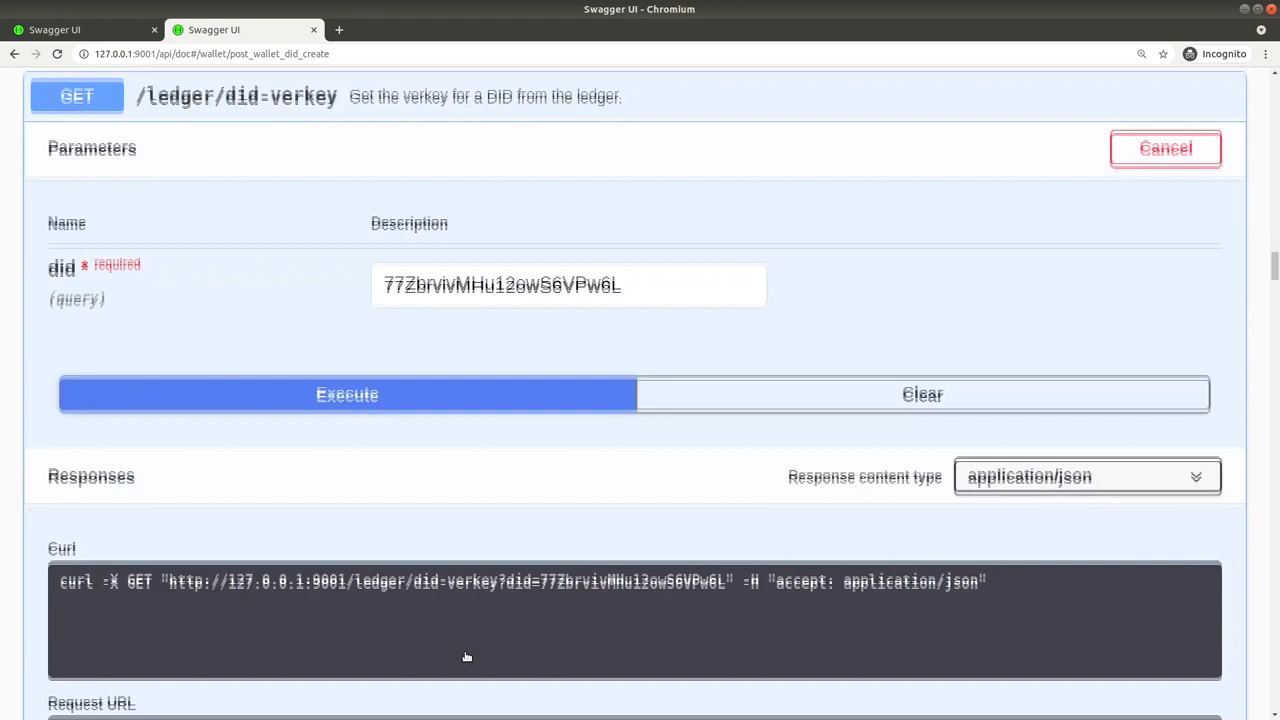 Swagger UI - Chromium
Swagger UI
Swagger UI
127.0.0.1:9001/api/doc#/wallet/post_wallet_did_create
Incognito
GET /ledger/did-verkey Get the verkey for a DID from the ledger.
Parameters
Cancel
Name Description
did * required
(query)
77ZbrvivMHu12owS6VPw6L
Execute
Clear
Responses
Response content type application/json
Curl
curl -X GET "http://127.0.0.1:9001/ledger/did-verkey?did=77ZbrvivMHu12owS6VPw6L" -H "accept: application/json"
Request URL